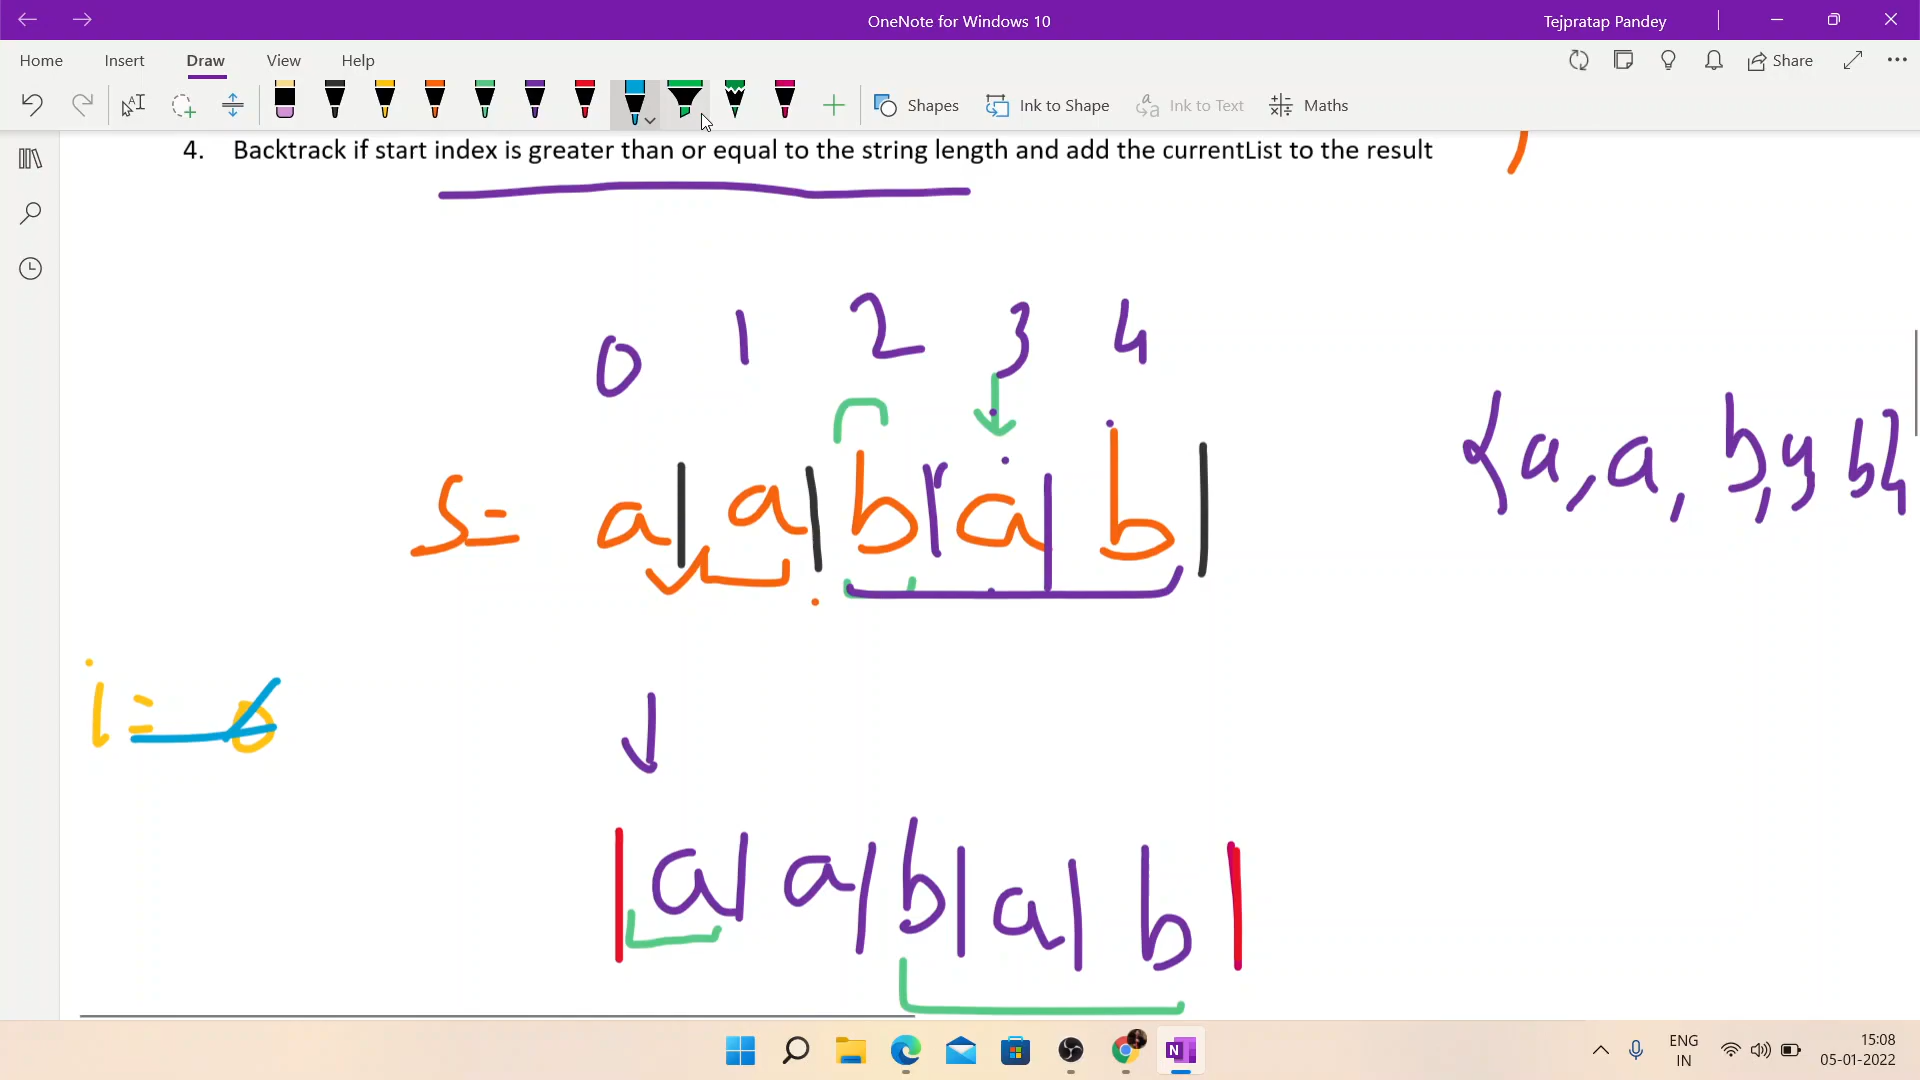 OneNote for Windows 10
Tejpratap Pandey
Home Insert Draw View Help
Share
Shapes Ink to Shape Ink to Text Maths
4. Backtrack if start index is greater than or equal to the string length and add the currentList to the result
0 1 2 3 4
S= a| a| b| a| b|
{a, a, b, a b}
i= 0
|a| a| b| a| b|
ENG
IN
15:08
05-01-2022